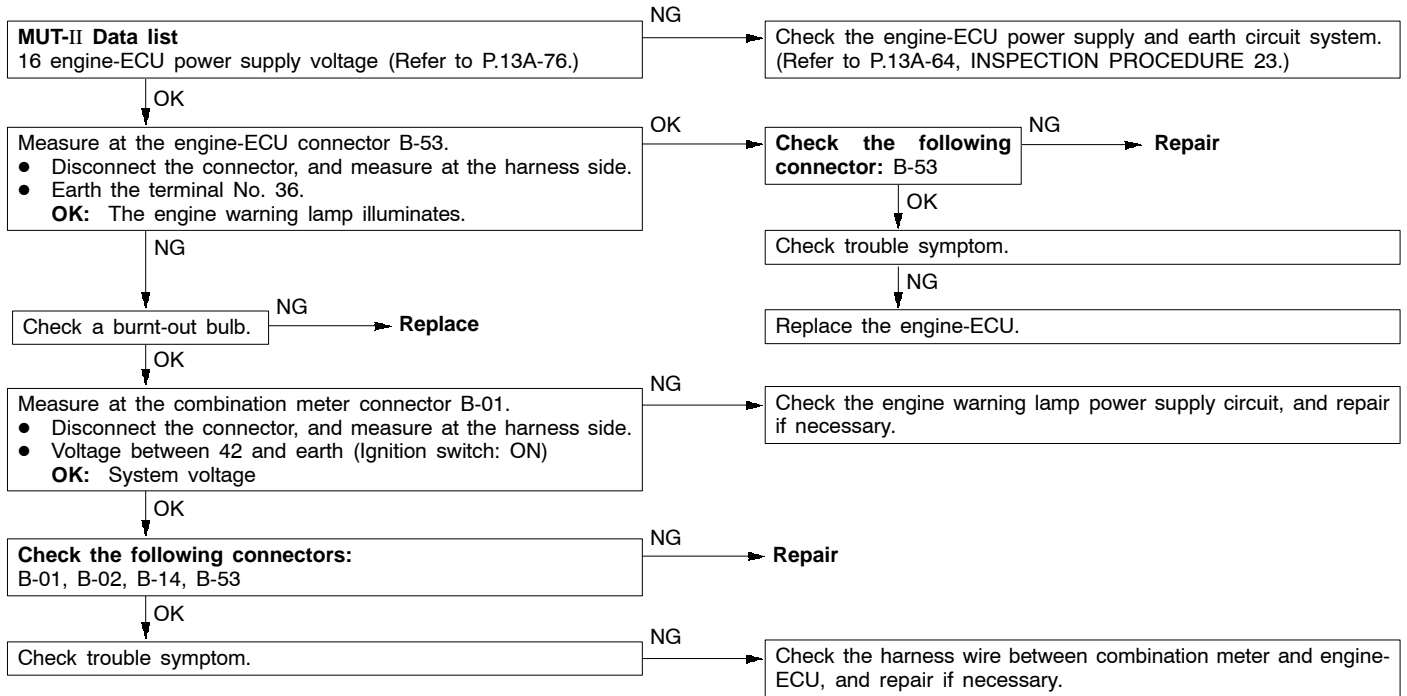 NG
MUT-II Data list
16 engine-ECU power supply voltage (Refer to P.13A-76.)
Check the engine-ECU power supply and earth circuit system.
(Refer to P.13A-64, INSPECTION PROCEDURE 23.)
OK
Measure at the engine-ECU connector B-53.
● Disconnect the connector, and measure at the harness side.
● Earth the terminal No. 36.
OK: The engine warning lamp illuminates.
OK
Check the following
connector: B-53
NG
Repair
OK
Check trouble symptom.
NG
Replace the engine-ECU.
NG
Check a burnt-out bulb.
NG
Replace
OK
Measure at the combination meter connector B-01.
● Disconnect the connector, and measure at the harness side.
● Voltage between 42 and earth (Ignition switch: ON)
OK: System voltage
NG
Check the engine warning lamp power supply circuit, and repair
if necessary.
OK
Check the following connectors:
B-01, B-02, B-14, B-53
NG
Repair
OK
Check trouble symptom.
NG
Check the harness wire between combination meter and engine-
ECU, and repair if necessary.